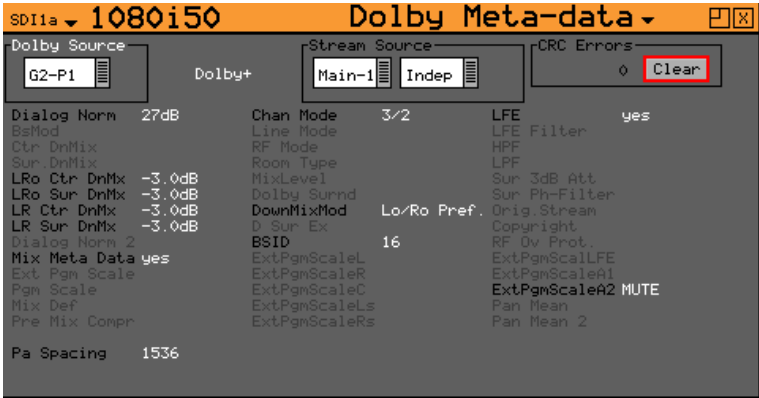 SDI1a 1080i50 Dolby Meta-data
Dolby Source Stream Source CRC Errors
G2-P1 Dolby+ Main-1 Indep 0 Clear
Dialog Norm 27dB Chan Mode 3/2 LFE yes
BsMod Line Mode LFE Filter
Ctr DnMix RF Mode HPF
Sur.DnMix Room Type LPF
LRo Ctr DnMx -3.0dB MixLevel Sur 3dB Att
LRo Sur DnMx -3.0dB Dolby Surnd Sur Ph-Filter
LR Ctr DnMx -3.0dB DownMixMod Lo/Ro Pref. Orig.Stream
LR Sur DnMx -3.0dB D Sur Ex Copyright
Dialog Norm 2 BSID 16 RF Ov Prot.
Mix Meta Data yes ExtPgmScaleL ExtPgmScalLFE
Ext Pgm Scale ExtPgmScaleR ExtPgmScaleA1
Pgm Scale ExtPgmScaleC ExtPgmScaleA2 MUTE
Mix Def ExtPgmScaleLs Pan Mean
Pre Mix Compr ExtPgmScaleRs Pan Mean 2
Pa Spacing 1536